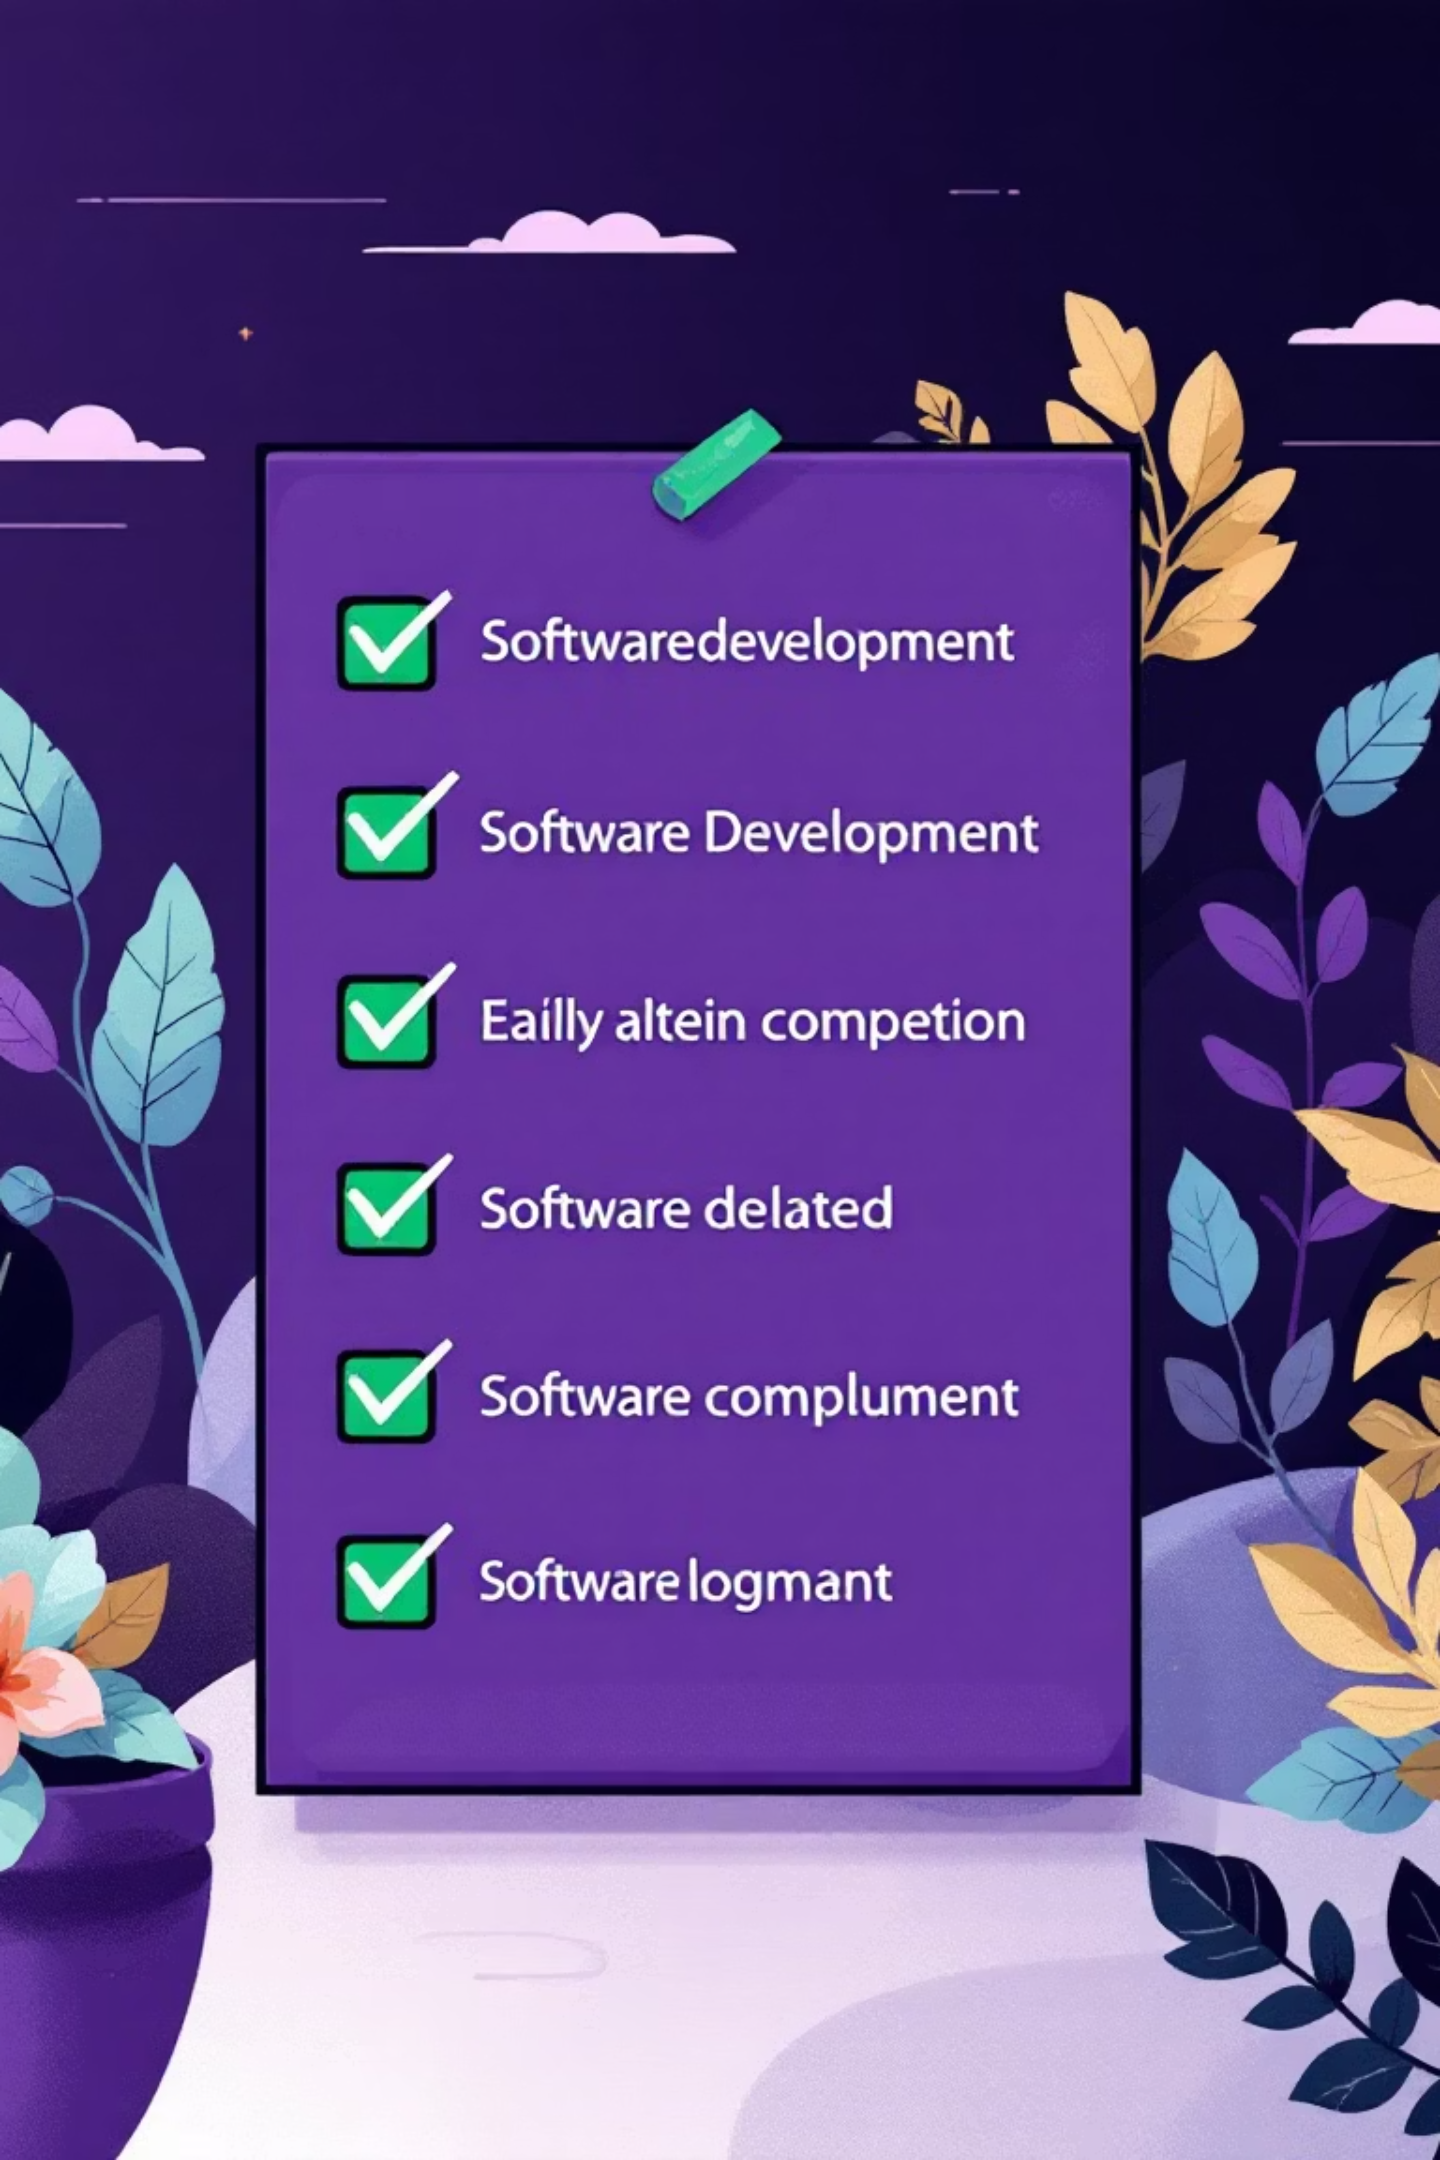 Softwaredevelopment
Software Development
Eailly altein competion
Software delated
Software complument
Software logmant